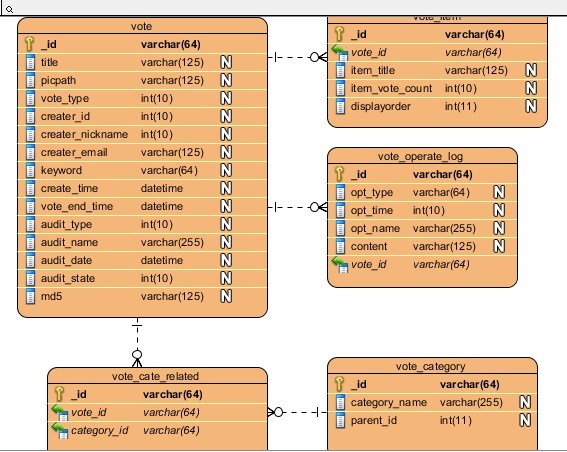 vote
_id varchar(64)
title varchar(125) N
picpath varchar(125) N
vote_type int(10) N
creater_id int(10) N
creater_nickname int(10) N
creater_email varchar(125) N
keyword varchar(64) N
create_time datetime N
vote_end_time datetime N
audit_type int(10) N
audit_name varchar(255) N
audit_date datetime N
audit_state int(10) N
md5 varchar(125) N
vote_item
_id varchar(64)
vote_id varchar(64)
item_title varchar(125) N
item_vote_count int(10) N
displayorder int(11) N
vote_operate_log
_id varchar(64)
opt_type varchar(64) N
opt_time int(10) N
opt_name varchar(255) N
content varchar(125) N
vote_id varchar(64)
vote_cate_related
_id varchar(64)
vote_id varchar(64)
category_id varchar(64)
vote_category
_id varchar(64)
category_name varchar(255) N
parent_id int(11) N